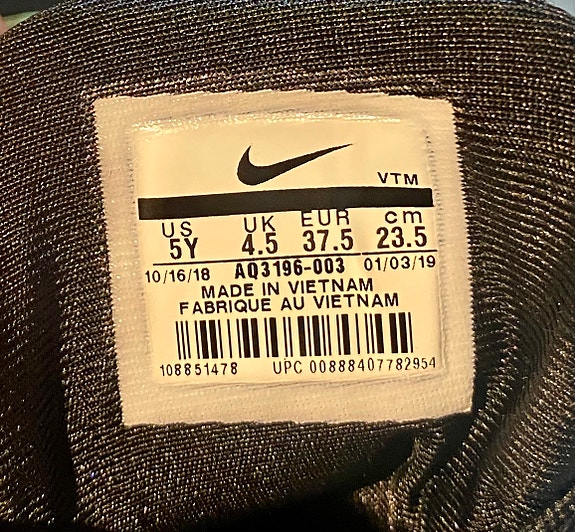 VTM
US UK EUR cm
5Y 4.5 37.5 23.5
10/16/18 AQ3196-003 01/03/19
MADE IN VIETNAM
FABRIQUE AU VIETNAM
108851478 UPC 00888407782954